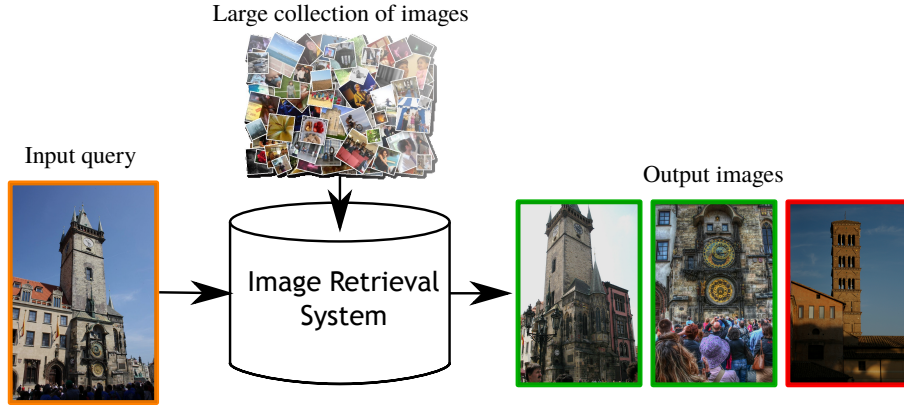 Large collection of images
Input query
Output images
Image Retrieval
System